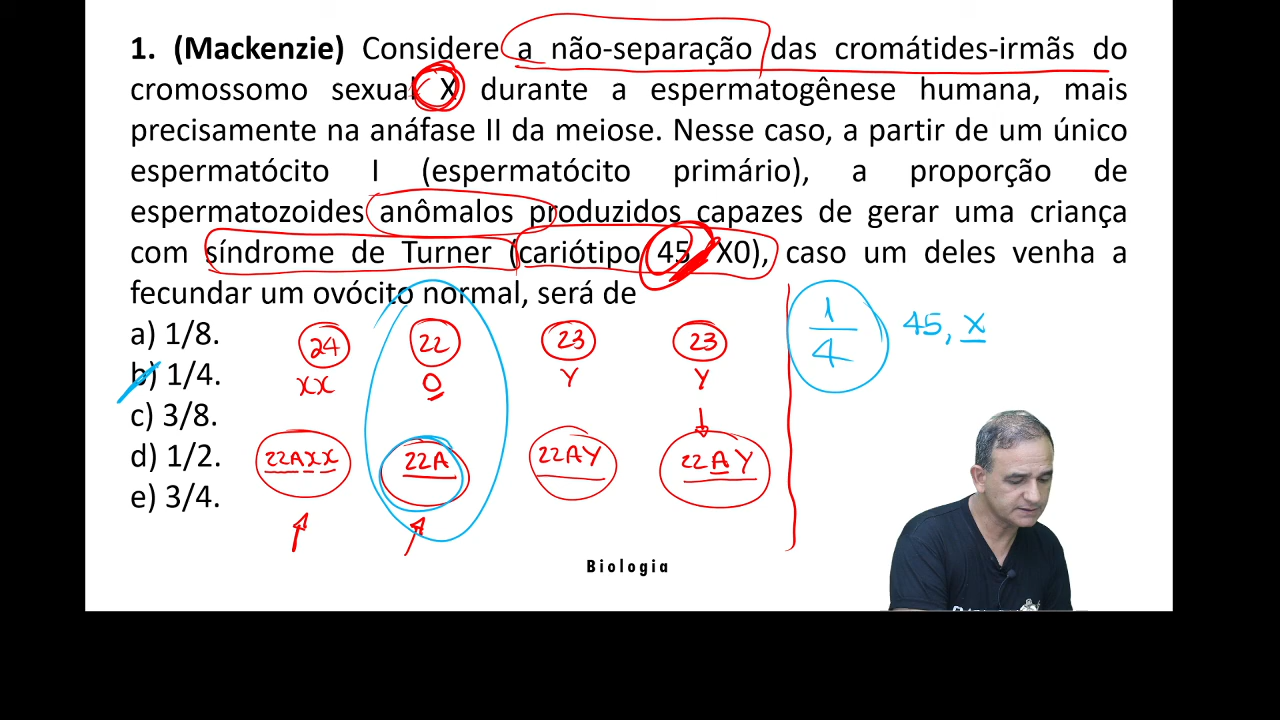 1. (Mackenzie) Considere a não-separação das cromátides-irmãs do
cromossomo sexual X durante a espermatogênese humana, mais
precisamente na anáfase II da meiose. Nesse caso, a partir de um único
espermatócito I (espermatócito primário), a proporção de
espermatozoides anômalos produzidos capazes de gerar uma criança
com síndrome de Turner (cariótipo 45, X0), caso um deles venha a
fecundar um ovócito normal, será de
a) 1/8.
b) 1/4.
c) 3/8.
d) 1/2.
e) 3/4.
24 22 23 23
XX 0 Y Y
22AXX 22A 22AY 22AY
1/4 45, X
Biologia